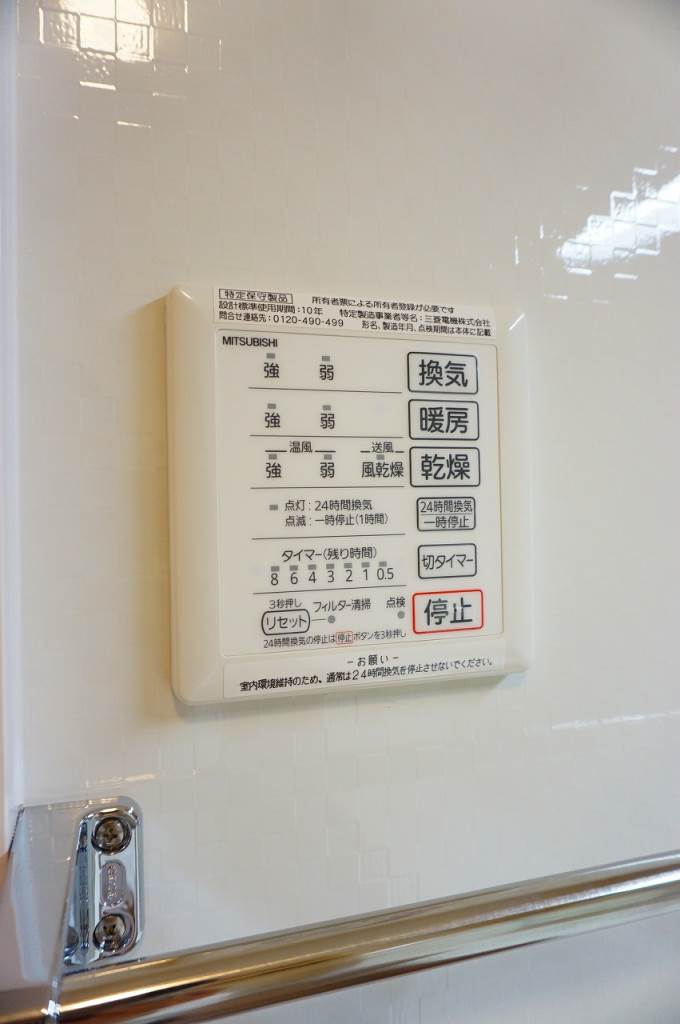 特定保守製品 所有者票による所有者登録が必要です
設計標準使用期間:10年 特定製造事業者等名:三菱電機株式会社
問合せ連絡先:0120-490-499 形名、製造年月、点検期間は本体に記載
MITSUBISHI
強 弱 換気
強 弱 暖房
温風 送風
強 弱 風乾燥 乾燥
点灯:24時間換気
点滅:一時停止(1時間)
24時間換気
一時停止
タイマー(残り時間)
8 6 4 3 2 1 0.5
切タイマー
3秒押し
リセット フィルター清掃 点検
停止
24時間換気の停止は停止ボタンを3秒押し
-お願い-
室内環境維持のため、通常は24時間換気を停止させないでください。